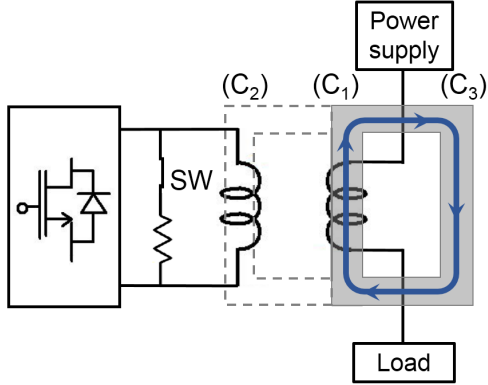 Power
supply
(C₂)
(C₁)
(C₃)
SW
Load